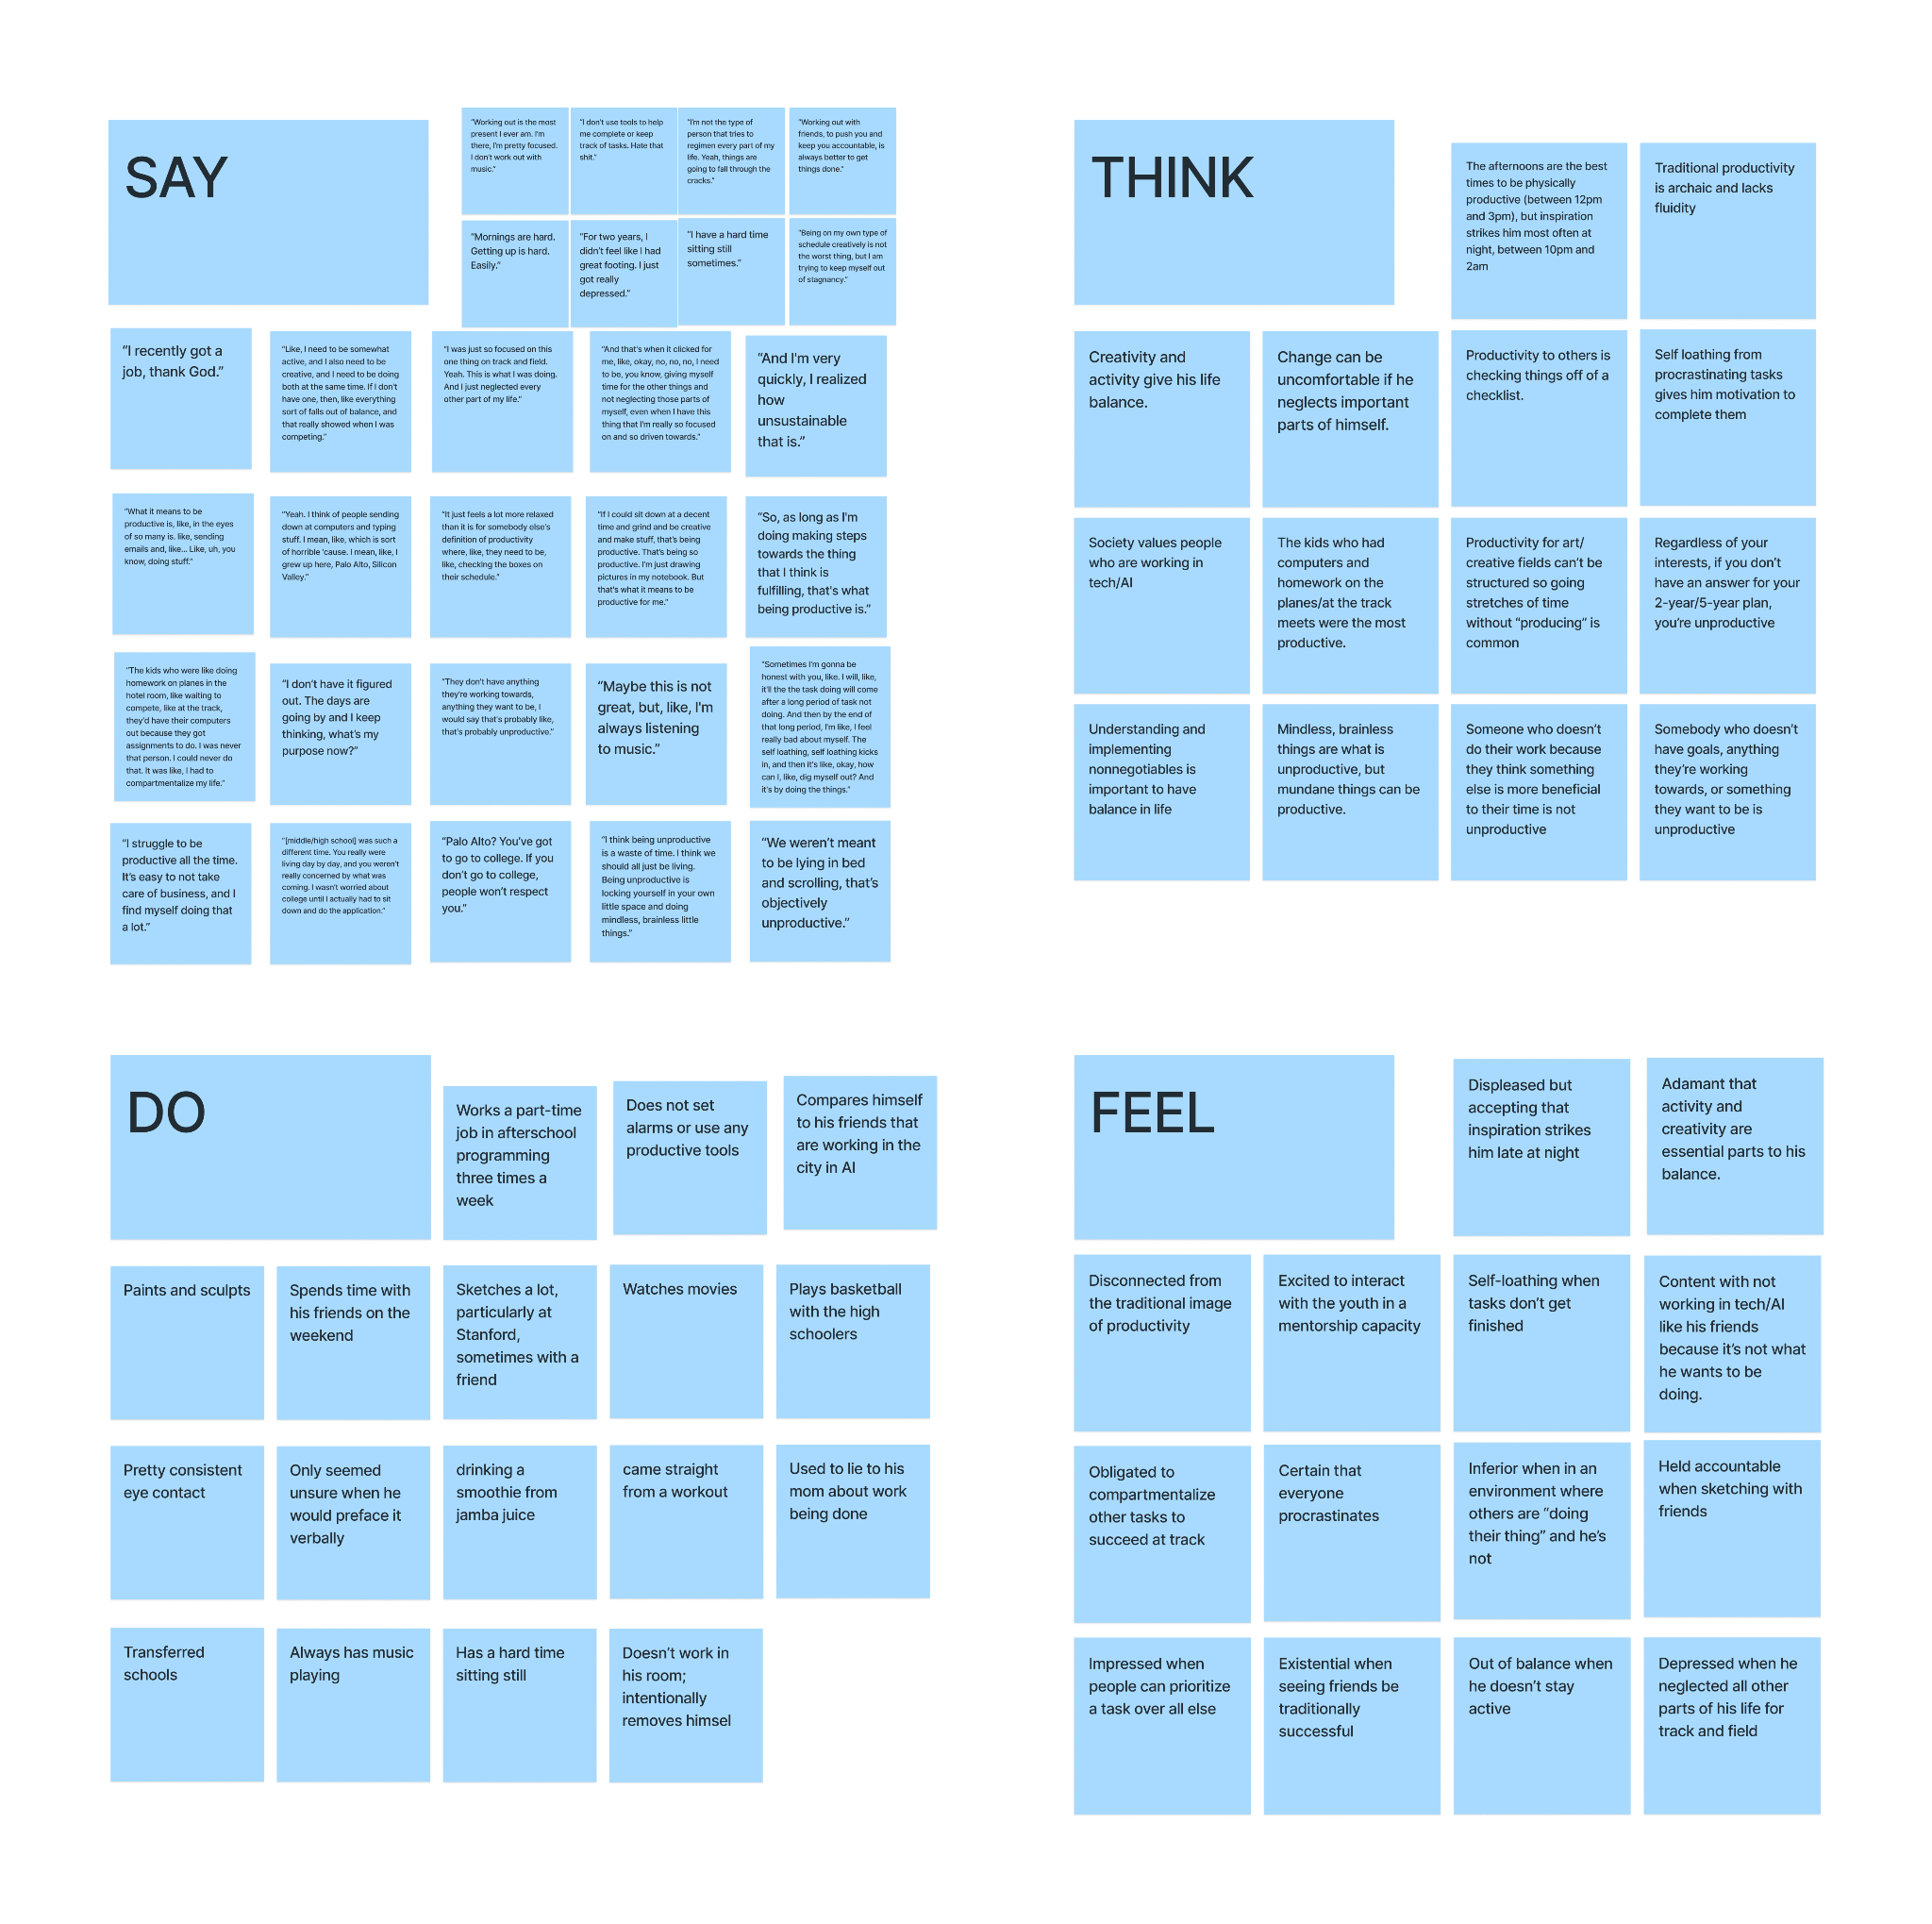 SAY
“Working out is the most
present I ever am. I'm
there, I'm pretty focused.
I don't work out with
music.”
“I don't use tools to help
me complete or keep
track of tasks. Hate that
shit.”
“I'm not the type of
person that tries to
regimen every part of my
life. Yeah, things are
going to fall through the
cracks.”
“Working out with
friends, to push you and
keep you accountable, is
always better to get
things done.”
“Mornings are hard.
Getting up is hard.
Easily.”
“For two years, I
didn't feel like I had
great footing. I just
got really
depressed.”
“I have a hard time
sitting still
sometimes.”
“Being on my own type of
schedule creatively is not
the worst thing, but I am
trying to keep myself out
of stagnancy.”
“I recently got a
job, thank God.”
“Like, I need to be somewhat
active, and I also need to be
creative, and I need to be doing
both at the same time. If I don't
have one, then, like everything
sort of falls out of balance, and
that really showed when I was
competing.”
“I was just so focused on this
one thing on track and field.
Yeah. This is what I was doing.
And I just neglected every
other part of my life.”
“And that's when it clicked for
me, like, okay, no, no, no, I need
to be, you know, giving myself
time for the other things and
not neglecting those parts of
myself, even when I have this
thing that I'm really so focused
on and so driven towards.”
“And I'm very
quickly, I realized
how
unsustainable
that is.”
“What it means to be
productive is, like, in the eyes
of so many is. like, sending
emails and, like... Like, uh, you
know, doing stuff.”
“Yeah. I think of people sending
down at computers and typing
stuff. I mean, like, which is sort
of horrible 'cause. I mean, like, I
grew up here, Palo Alto, Silicon
Valley.”
“It just feels a lot more relaxed
than it is for somebody else's
definition of productivity
where, like, they need to be,
like, checking the boxes on
their schedule.”
“If I could sit down at a decent
time and grind and be creative
and make stuff, that's being
productive. That's being so
productive. I'm just drawing
pictures in my notebook. But
that's what it means to be
productive for me.”
“So, as long as I'm
doing making steps
towards the thing
that I think is
fulfilling, that's what
being productive is.”
“The kids who were like doing
homework on planes in the
hotel room, like waiting to
compete, like at the track,
they'd have their computers
out because they got
assignments to do. I was never
that person. I could never do
that. It was like, I had to
compartmentalize my life.”
“I don't have it figured
out. The days are
going by and I keep
thinking, what's my
purpose now?”
“They don't have anything
they're working towards,
anything they want to be, I
would say that's probably like,
that's probably unproductive.”
“Maybe this is not
great, but, like, I'm
always listening
to music.”
“Sometimes I'm gonna be
honest with you, like. I will, like,
it'll the the task doing will come
after a long period of task not
doing. And then by the end of
that long period, I'm like, I feel
really bad about myself. The
self loathing, self loathing kicks
in, and then it's like, okay, how
can I, like, dig myself out? And
it's by doing the things.”
“I struggle to be
productive all the time.
It's easy to not take
care of business, and I
find myself doing that
a lot.”
“[middle/high school] was such a
different time. You really were
living day by day, and you weren't
really concerned by what was
coming. I wasn't worried about
college until I actually had to sit
down and do the application.”
“Palo Alto? You've got
to go to college. If you
don't go to college,
people won't respect
you.”
“I think being unproductive
is a waste of time. I think we
should all just be living.
Being unproductive is
locking yourself in your own
little space and doing
mindless, brainless little
things.”
“We weren't meant
to be lying in bed
and scrolling, that's
objectively
unproductive.”
THINK
The afternoons are the best
times to be physically
productive (between 12pm
and 3pm), but inspiration
strikes him most often at
night, between 10pm and
2am
Traditional productivity
is archaic and lacks
fluidity
Creativity and
activity give his life
balance.
Change can be
uncomfortable if he
neglects important
parts of himself.
Productivity to others is
checking things off of a
checklist.
Self loathing from
procrastinating tasks
gives him motivation to
complete them
Society values people
who are working in
tech/AI
The kids who had
computers and
homework on the
planes/at the track
meets were the most
productive.
Productivity for art/
creative fields can't be
structured so going
stretches of time
without “producing” is
common
Regardless of your
interests, if you don't
have an answer for your
2-year/5-year plan,
you're unproductive
Understanding and
implementing
nonnegotiables is
important to have
balance in life
Mindless, brainless
things are what is
unproductive, but
mundane things can be
productive.
Someone who doesn't
do their work because
they think something
else is more beneficial
to their time is not
unproductive
Somebody who doesn't
have goals, anything
they're working
towards, or something
they want to be is
unproductive
DO
Works a part-time
job in afterschool
programming
three times a
week
Does not set
alarms or use any
productive tools
Compares himself
to his friends that
are working in the
city in AI
Paints and sculpts
Spends time with
his friends on the
weekend
Sketches a lot,
particularly at
Stanford,
sometimes with a
friend
Watches movies
Plays basketball
with the high
schoolers
Pretty consistent
eye contact
Only seemed
unsure when he
would preface it
verbally
drinking a
smoothie from
jamba juice
came straight
from a workout
Used to lie to his
mom about work
being done
Transferred
schools
Always has music
playing
Has a hard time
sitting still
Doesn't work in
his room;
intentionally
removes himsel
FEEL
Displeased but
accepting that
inspiration strikes
him late at night
Adamant that
activity and
creativity are
essential parts to his
balance.
Disconnected from
the traditional image
of productivity
Excited to interact
with the youth in a
mentorship capacity
Self-loathing when
tasks don't get
finished
Content with not
working in tech/AI
like his friends
because it's not what
he wants to be
doing.
Obligated to
compartmentalize
other tasks to
succeed at track
Certain that
everyone
procrastinates
Inferior when in an
environment where
others are “doing
their thing” and he's
not
Held accountable
when sketching with
friends
Impressed when
people can prioritize
a task over all else
Existential when
seeing friends be
traditionally
successful
Out of balance when
he doesn't stay
active
Depressed when he
neglected all other
parts of his life for
track and field